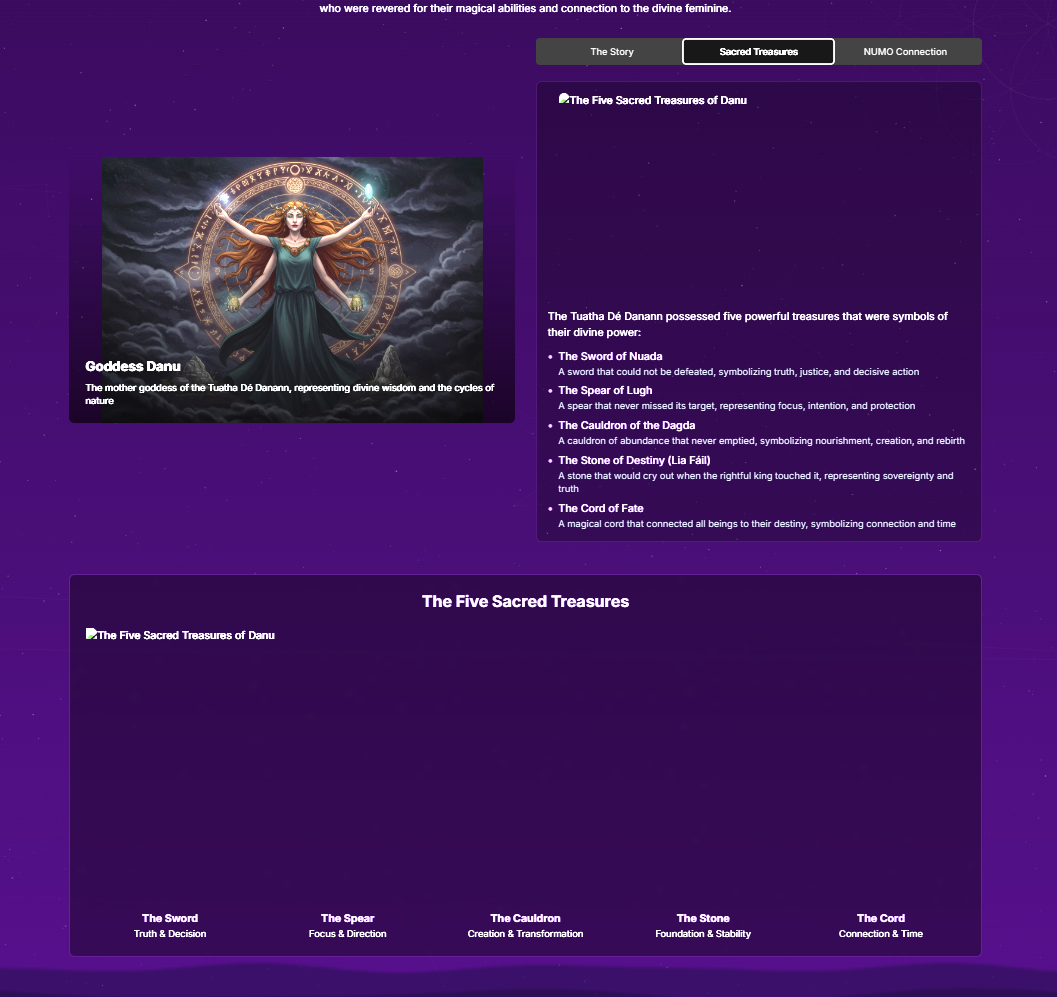 who were revered for their magical abilities and connection to the divine feminine.
The Story
Sacred Treasures
NUMO Connection
The Five Sacred Treasures of Danu
Goddess Danu
The mother goddess of the Tuatha Dé Danann, representing divine wisdom and the cycles of
nature
The Tuatha Dé Danann possessed five powerful treasures that were symbols of
their divine power:
• The Sword of Nuada
A sword that could not be defeated, symbolizing truth, justice, and decisive action
• The Spear of Lugh
A spear that never missed its target, representing focus, intention, and protection
• The Cauldron of the Dagda
A cauldron of abundance that never emptied, symbolizing nourishment, creation, and rebirth
• The Stone of Destiny (Lia Fáil)
A stone that would cry out when the rightful king touched it, representing sovereignty and
truth
• The Cord of Fate
A magical cord that connected all beings to their destiny, symbolizing connection and time
The Five Sacred Treasures
The Five Sacred Treasures of Danu
The Sword
Truth & Decision
The Spear
Focus & Direction
The Cauldron
Creation & Transformation
The Stone
Foundation & Stability
The Cord
Connection & Time